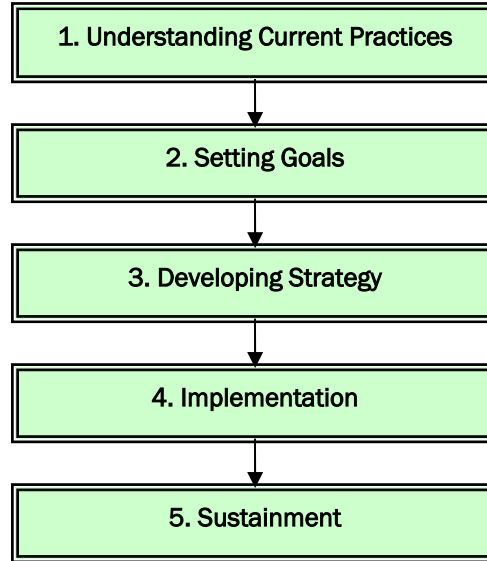 1. Understanding Current Practices
2. Setting Goals
3. Developing Strategy
4. Implementation
5. Sustainment